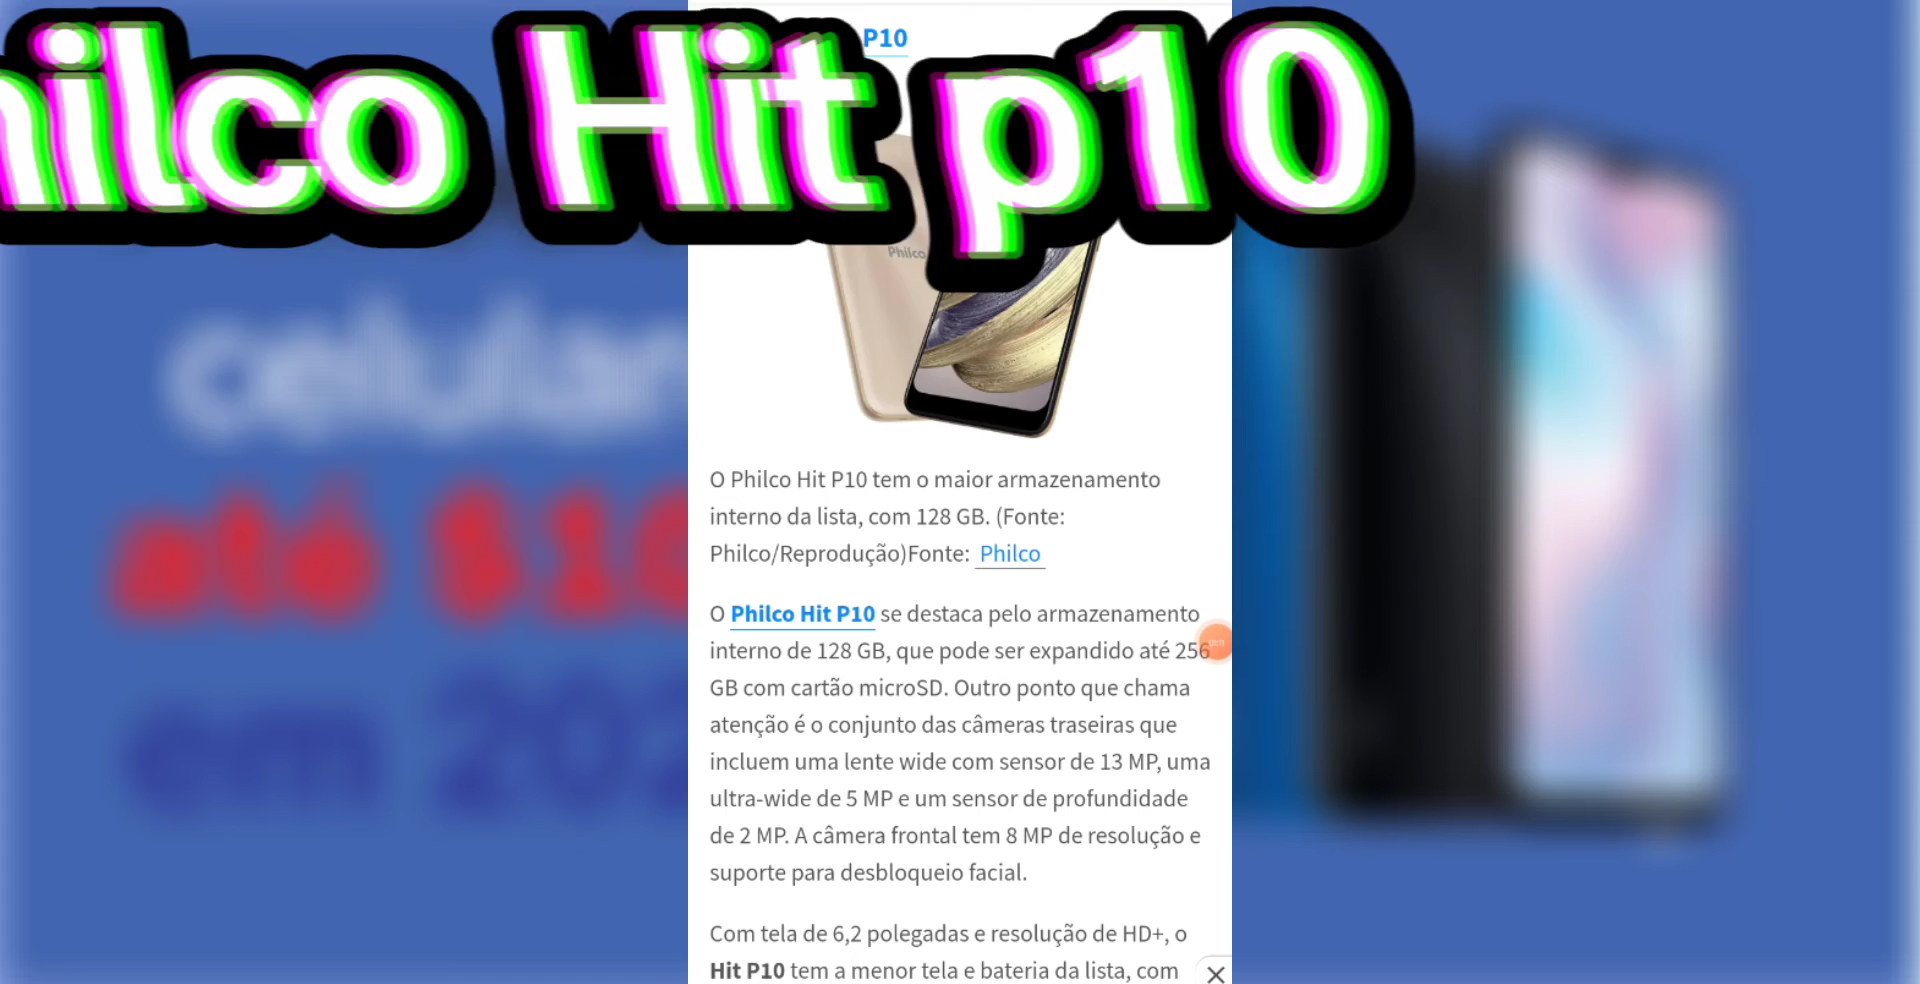 P10
hilco Hit p10
Philco
O Philco Hit P10 tem o maior armazenamento
interno da lista, com 128 GB. (Fonte:
Philco/Reprodução)Fonte: Philco
O Philco Hit P10 se destaca pelo armazenamento
interno de 128 GB, que pode ser expandido até 256
GB com cartão microSD. Outro ponto que chama
atenção é o conjunto das câmeras traseiras que
incluem uma lente wide com sensor de 13 MP, uma
ultra-wide de 5 MP e um sensor de profundidade
de 2 MP. A câmera frontal tem 8 MP de resolução e
suporte para desbloqueio facial.
Com tela de 6,2 polegadas e resolução de HD+, o
Hit P10 tem a menor tela e bateria da lista, com
celular
até
em